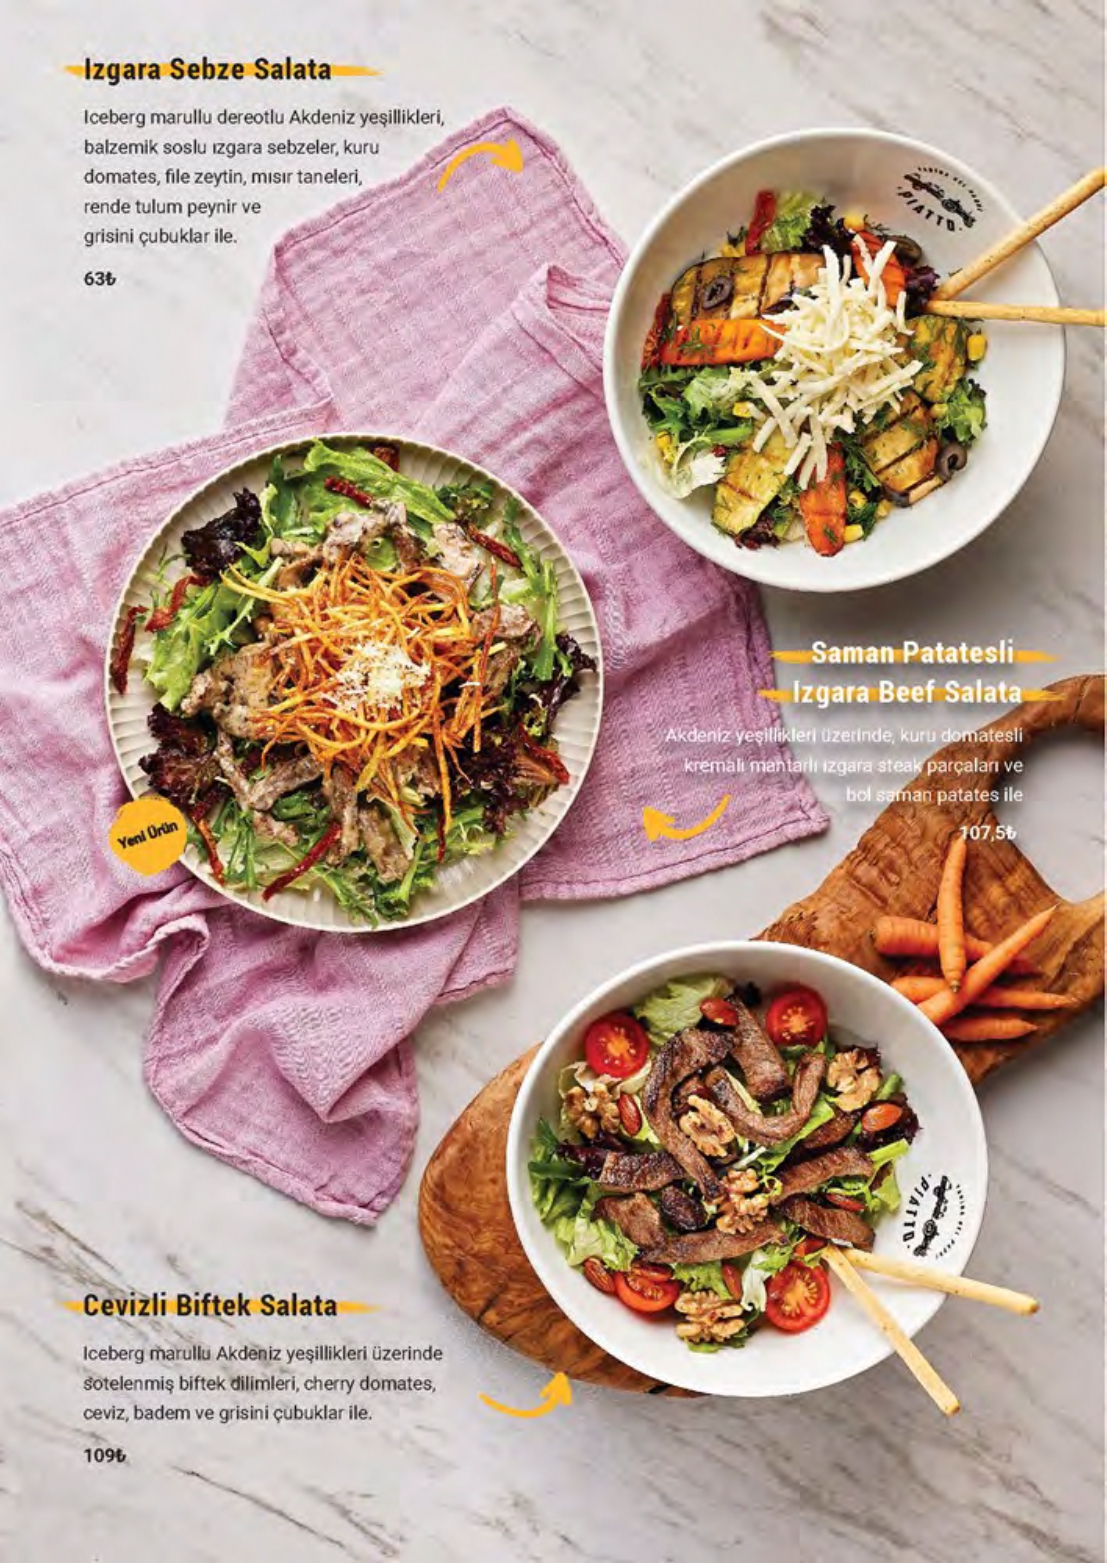 Izgara Sebze Salata
Iceberg marullu dereotlu Akdeniz yeşillikleri,
balzemik soslu ızgara sebzeler, kuru
domates, file zeytin, mısır taneleri,
rende tulum peynir ve
grisini çubuklar ile.
63₺
PIATTO
Saman Patatesli
Izgara Beef Salata
Akdeniz yeşillikleri üzerinde, kuru domatesli
kremalı mantarlı ızgara steak parçaları ve
bol saman patates ile
107,5₺
Yeni Ürün
PIATTO
Cevizli Biftek Salata
Iceberg marullu Akdeniz yeşillikleri üzerinde
sotelenmiş biftek dilimleri, cherry domates,
ceviz, badem ve grisini çubuklar ile.
109₺